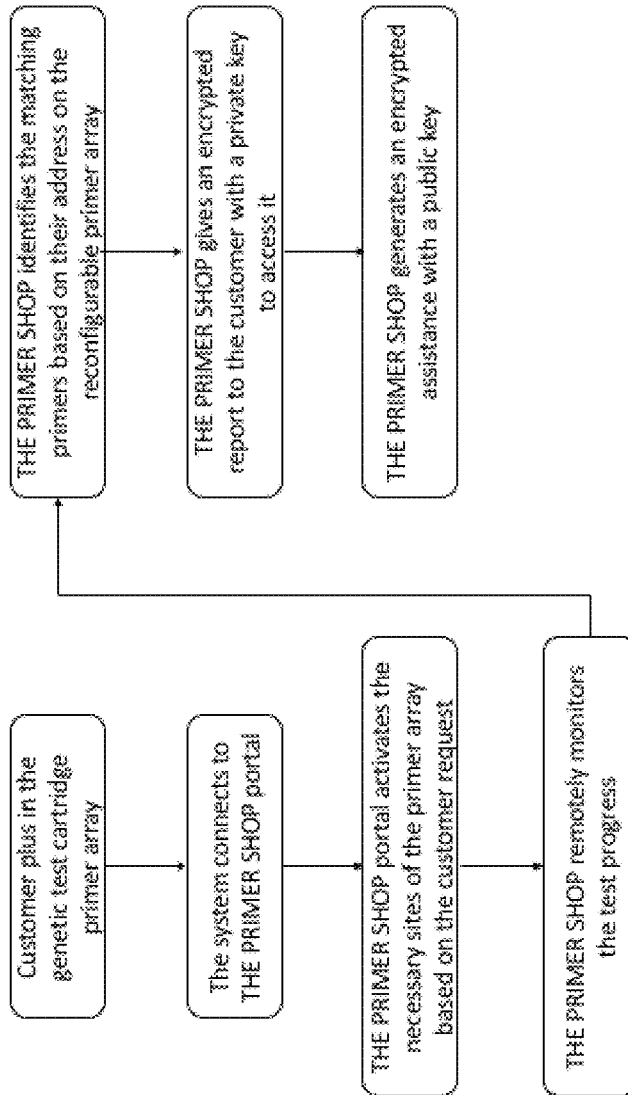 Customer plus in the
genetic test cartridge
primer array
The system connects to
THE PRIMER SHOP portal
THE PRIMER SHOP portal activates the
necessary sites of the primer array
based on the customer request
THE PRIMER SHOP remotely monitors
the test progress
THE PRIMER SHOP identifies the matching
primers based on their address on the
reconfigurable primer array
THE PRIMER SHOP gives an encrypted
report to the customer with a private key
to access it
THE PRIMER SHOP generates an encrypted
assistance with a public key